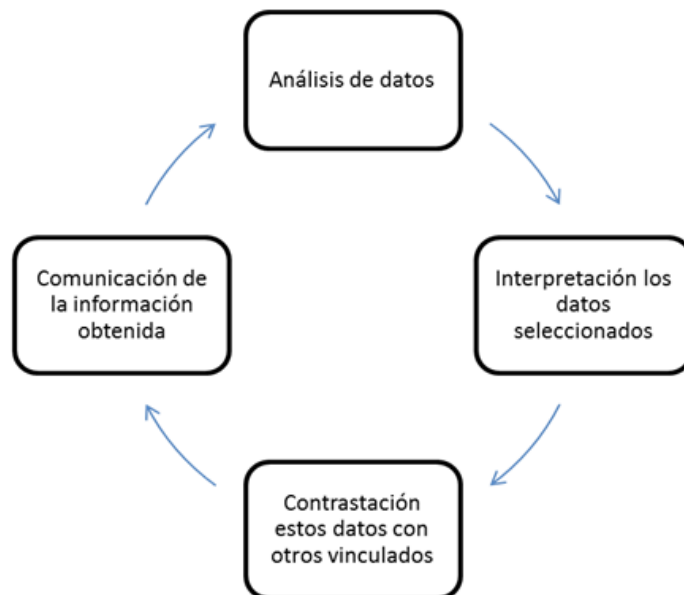 Análisis de datos
Comunicación de
la información
obtenida
Interpretación los
datos
seleccionados
Contrastación
estos datos con
otros vinculados